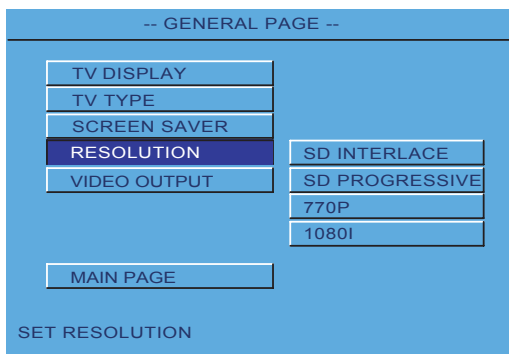 -- GENERAL PAGE --
TV DISPLAY
TV TYPE
SCREEN SAVER
RESOLUTION
VIDEO OUTPUT
SD INTERLACE
SD PROGRESSIVE
770P
1080I
MAIN PAGE
SET RESOLUTION